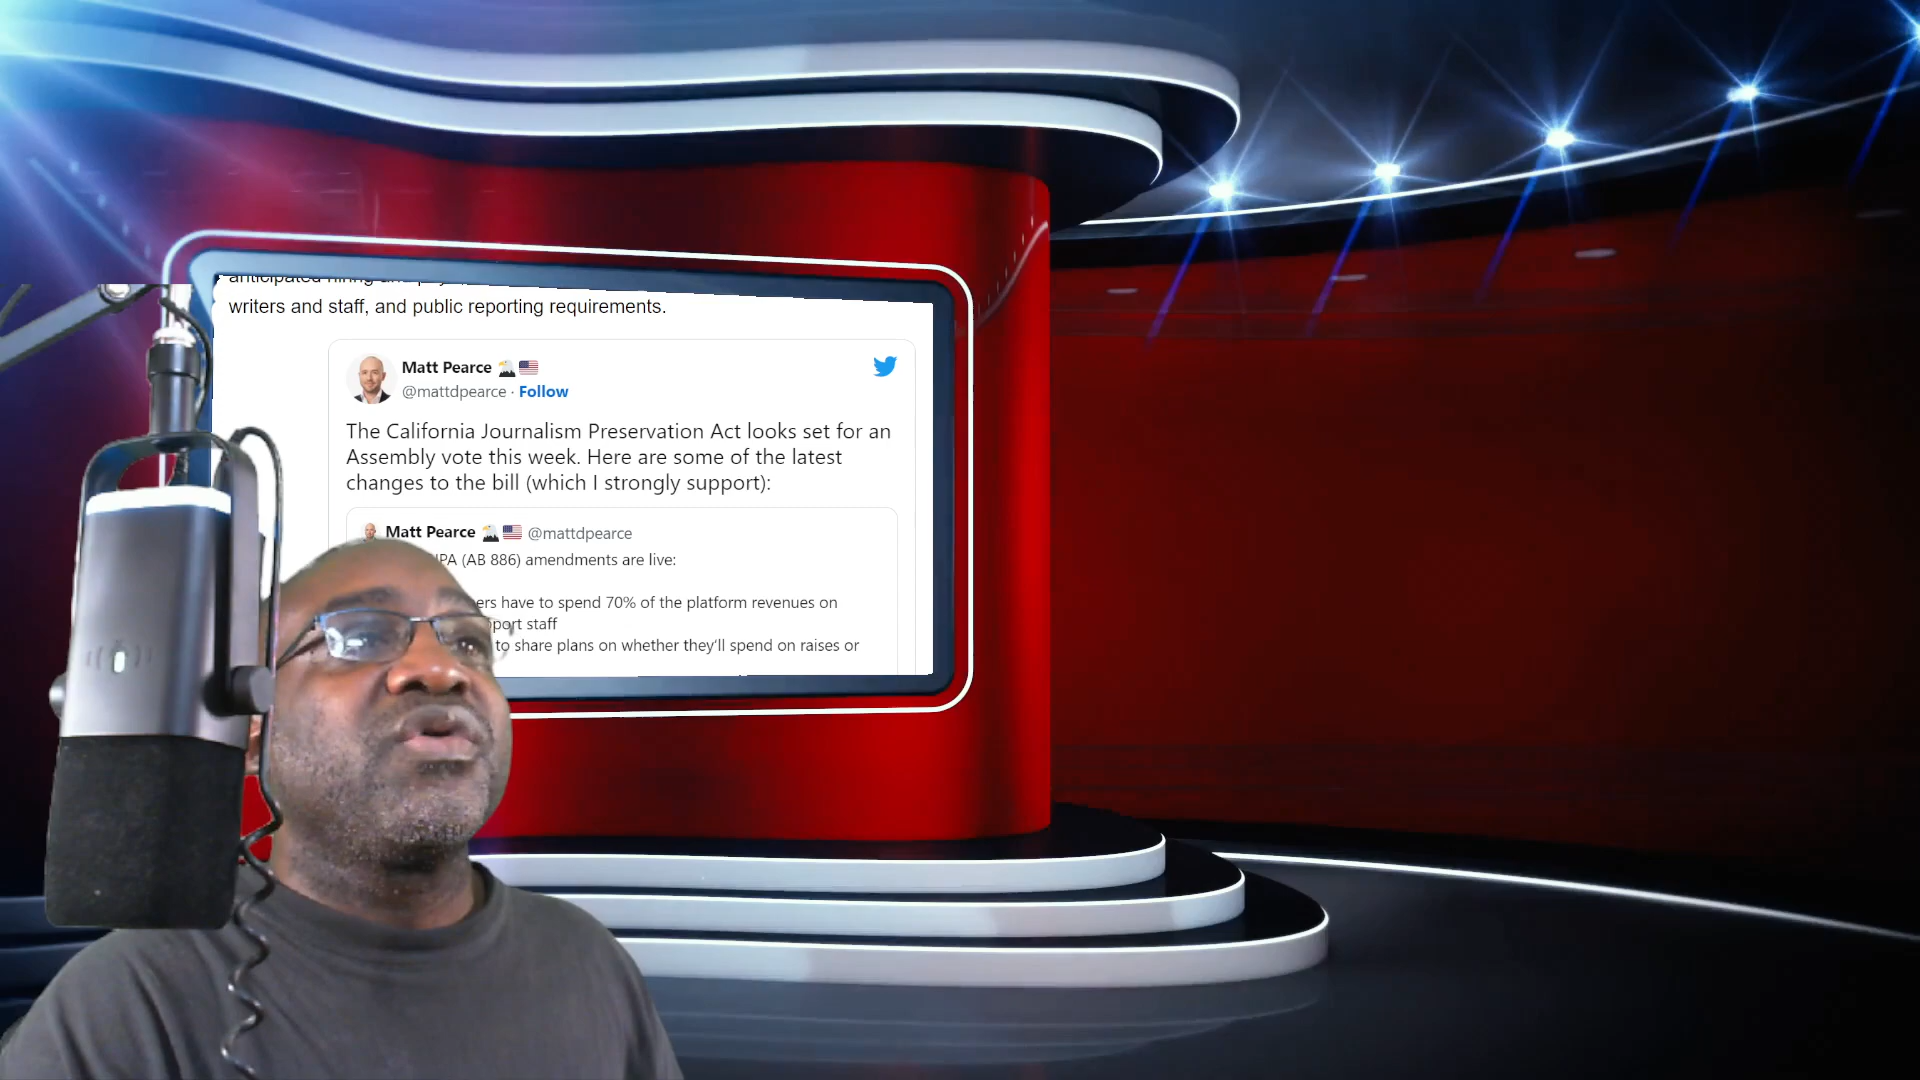 anticipated hiring and
writers and staff, and public reporting requirements.
Matt Pearce
@mattdpearce · Follow
The California Journalism Preservation Act looks set for an
Assembly vote this week. Here are some of the latest
changes to the bill (which I strongly support):
Matt Pearce @mattdpearce
(AB 886) amendments are live:
have to spend 70% of the platform revenues on
staff
to share plans on whether they'll spend on raises or